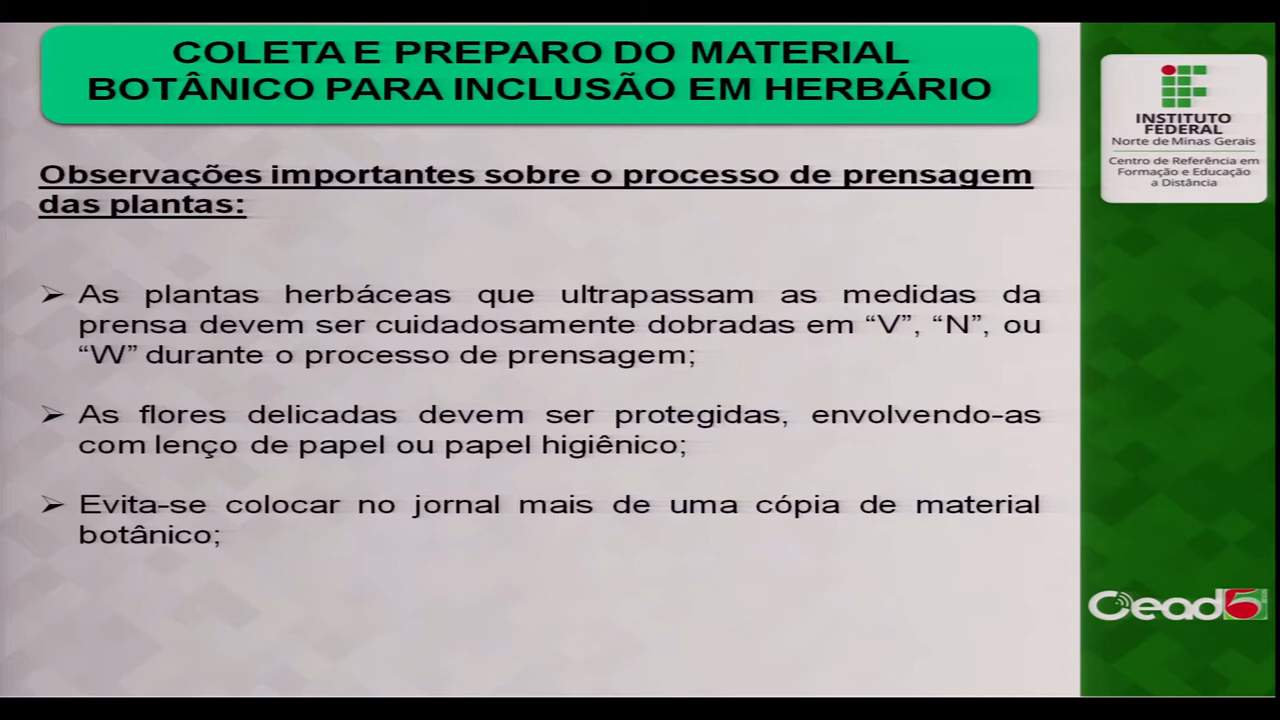 COLETA E PREPARO DO MATERIAL
BOTÂNICO PARA INCLUSÃO EM HERBÁRIO
Observações importantes sobre o processo de prensagem
das plantas:
➢ As plantas herbáceas que ultrapassam as medidas da
prensa devem ser cuidadosamente dobradas em “V”, “N”, ou
“W” durante o processo de prensagem;
➢ As flores delicadas devem ser protegidas, envolvendo-as
com lenço de papel ou papel higiênico;
➢ Evita-se colocar no jornal mais de uma cópia de material
botânico;
INSTITUTO
FEDERAL
Norte de Minas Gerais
Centro de Referência em
Formação e Educação
a Distância
Cead5